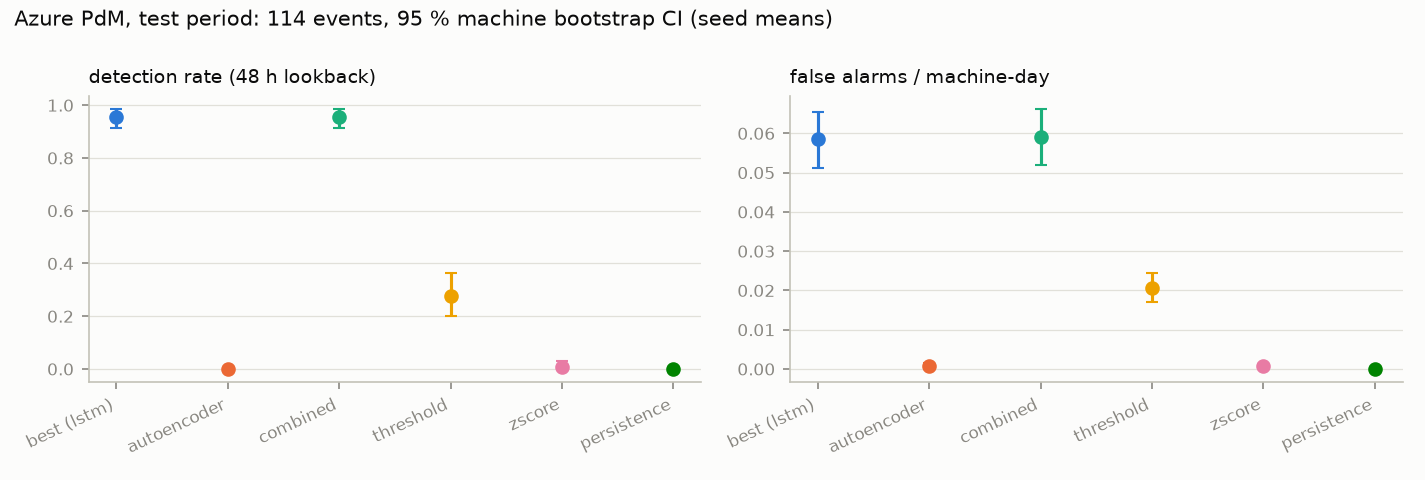 Azure PdM, test period: 114 events, 95 % machine bootstrap CI (seed means)
detection rate (48 h lookback)
1.0
0.8
0.6
0.4
0.2
0.0
best (lstm)
autoencoder
combined
threshold
zscore
persistence
false alarms / machine-day
0.06
0.05
0.04
0.03
0.02
0.01
0.00
best (lstm)
autoencoder
combined
threshold
zscore
persistence